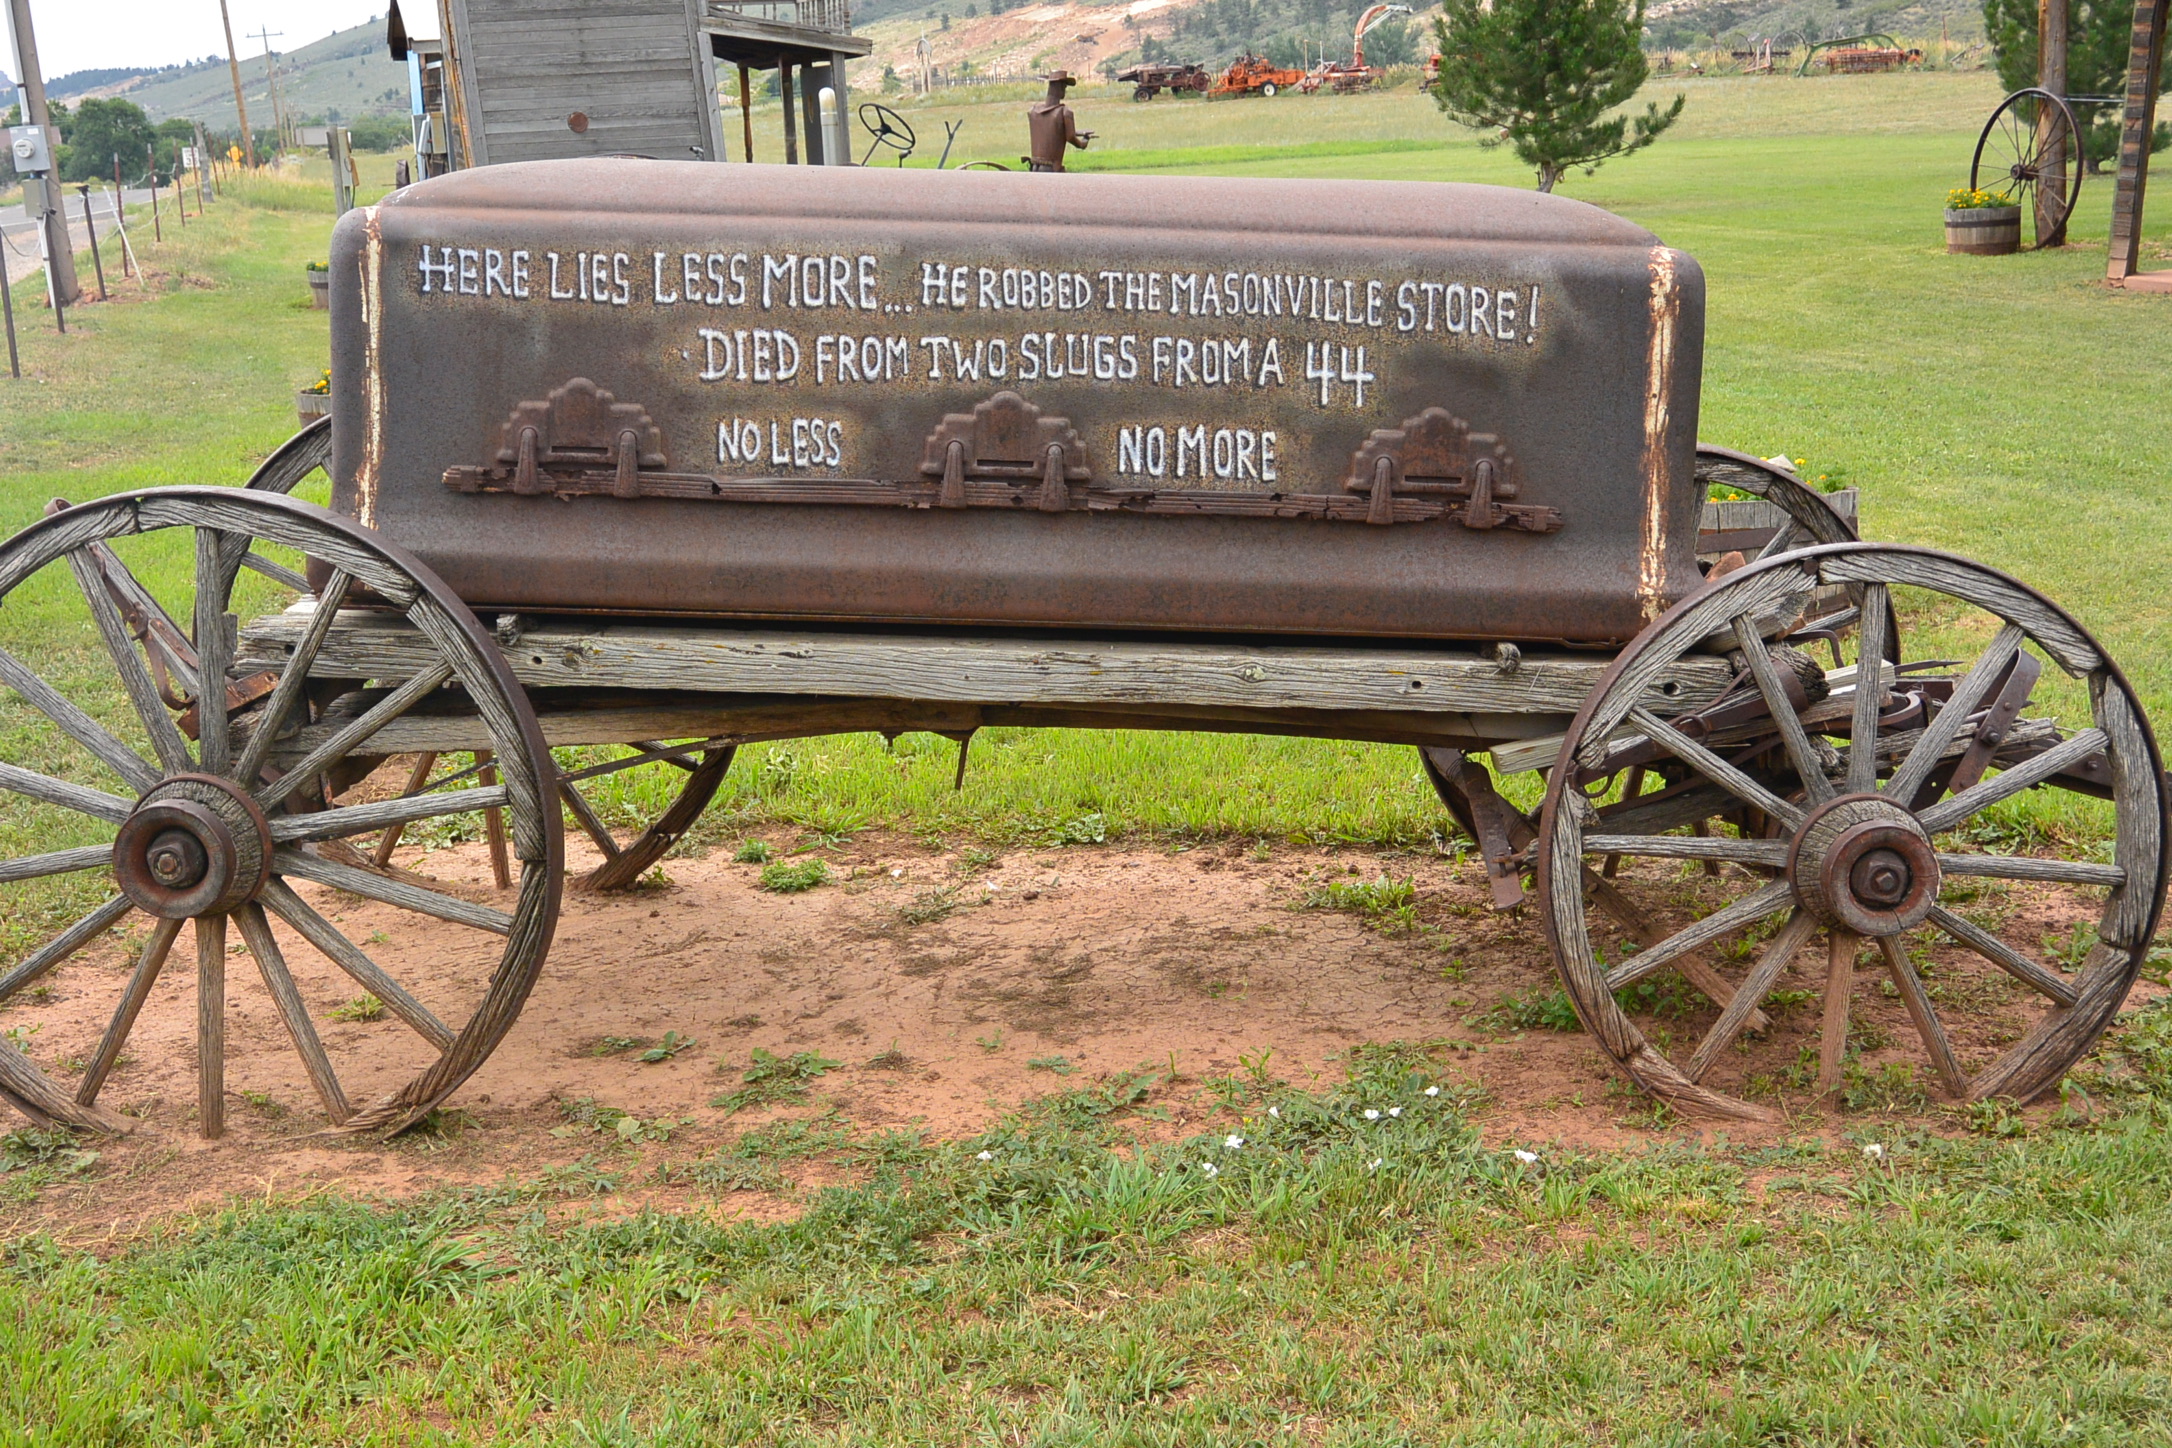 HERE LIES LESS MORE... HE ROBBED THE MASONVILLE STORE!
DIED FROM TWO SLUGS FROM A 44
NO LESS NO MORE